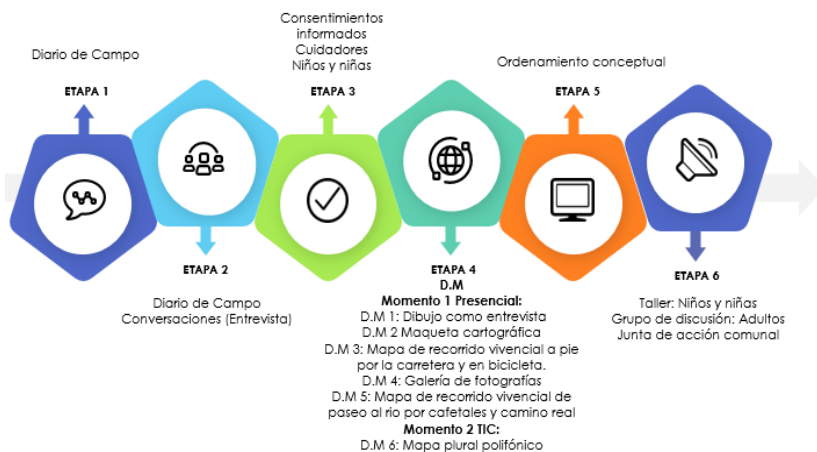 Diario de Campo
ETAPA 1
ETAPA 2
Diario de Campo
Conversaciones (Entrevista)
Consentimientos
informados
Cuidadores
Niños y niñas
ETAPA 3
ETAPA 4
D.M
Momento 1 Presencial:
D.M 1: Dibujo como entrevista
D.M 2 Maqueta cartográfica
D.M 3: Mapa de recorrido vivencial a pie
por la carretera y en bicicleta.
D.M 4: Galería de fotografías
D.M 5: Mapa de recorrido vivencial de
paseo al rio por cafetales y camino real
Momento 2 TIC:
D.M 6: Mapa plural polifónico
Ordenamiento conceptual
ETAPA 5
ETAPA 6
Taller: Niños y niñas
Grupo de discusión: Adultos
Junta de acción comunal